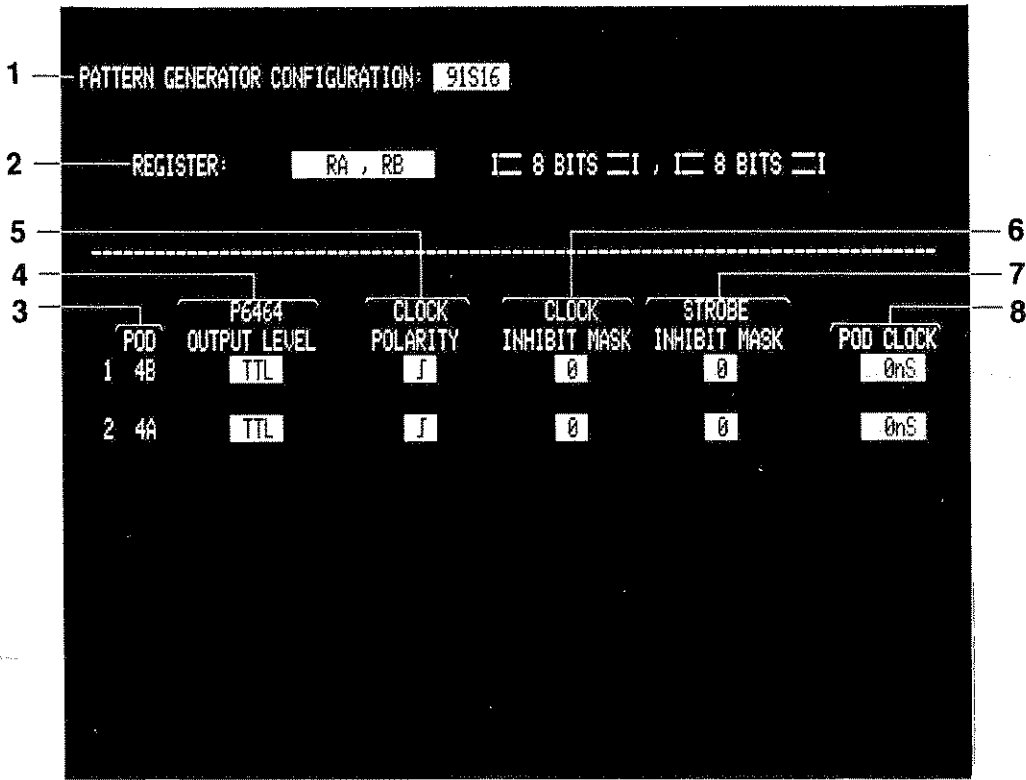 1 PATTERN GENERATOR CONFIGURATION: 91S16
2 REGISTER: RA , RB 8 BITS , 8 BITS
5 6
4 7
3 P6464 CLOCK CLOCK STROBE 8
POD OUTPUT LEVEL POLARITY INHIBIT MASK INHIBIT MASK POD CLOCK
1 4B TTL ʃ 0 0 0nS
2 4A TTL ʃ 0 0 0nS